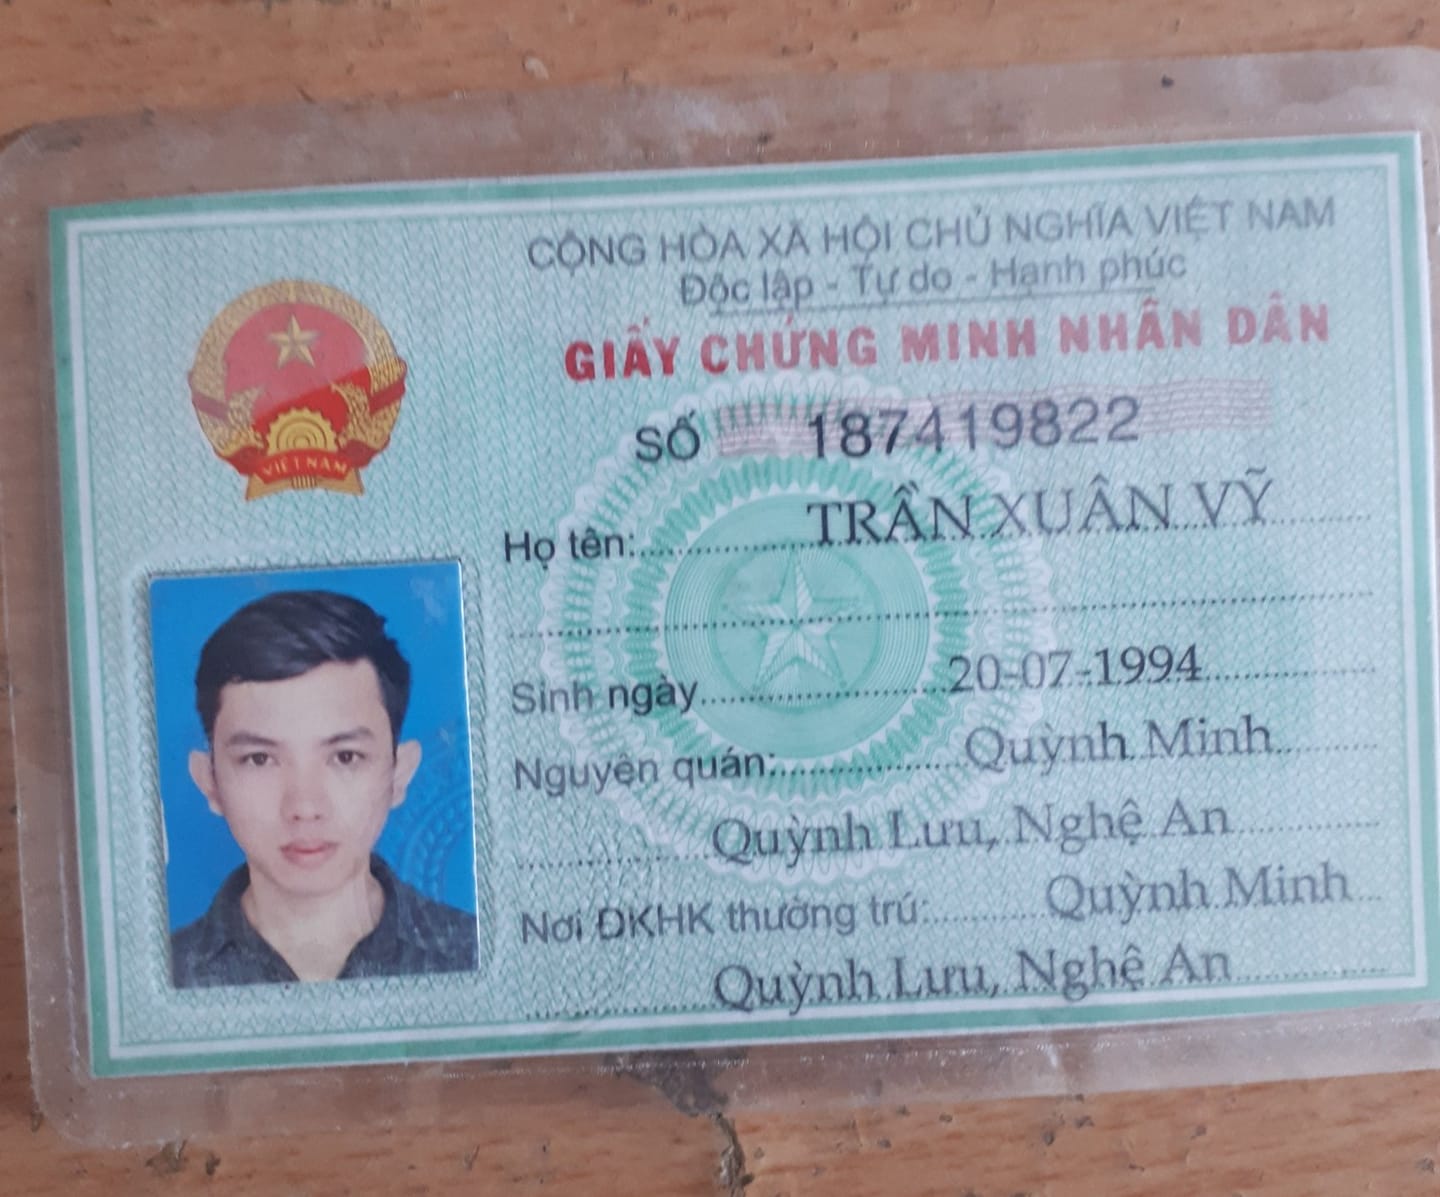 CỘNG HÒA XÃ HỘI CHỦ NGHĨA VIỆT NAM
Độc lập - Tự do - Hạnh phúc
GIẤY CHỨNG MINH NHÂN DÂN
VIỆT NAM
SỐ 187419822
Họ tên: TRẦN XUÂN VỸ
Sinh ngày 20-07-1994
Nguyên quán: Quỳnh Minh
Quỳnh Lưu, Nghệ An
Nơi ĐKHK thường trú: Quỳnh Minh
Quỳnh Lưu, Nghệ An